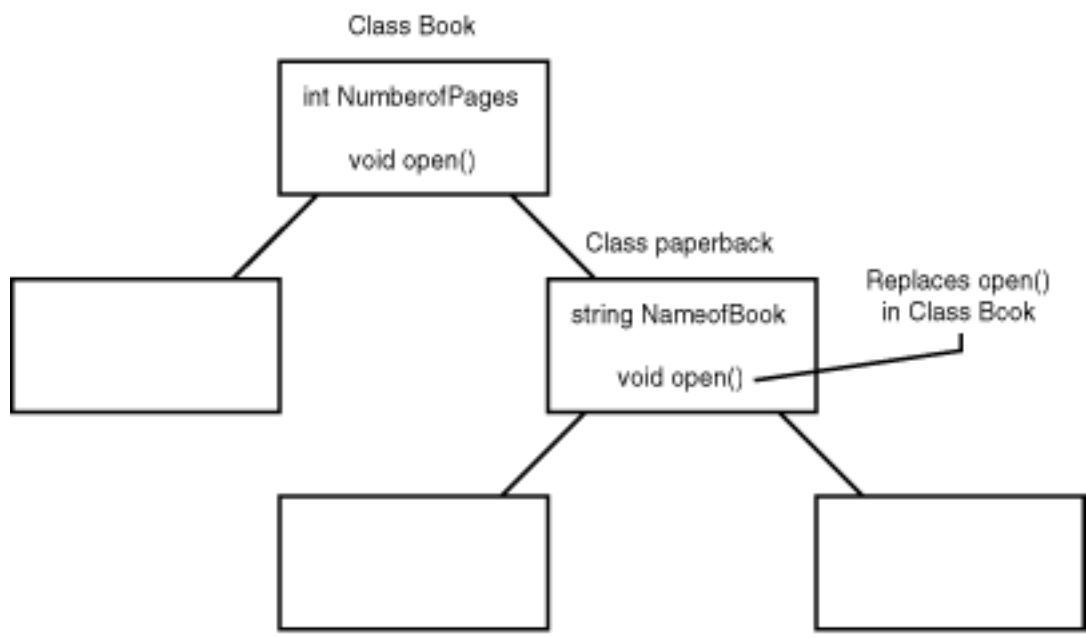 Class Book
int NumberofPages
void open()
Class paperback
string NameofBook
void open()
Replaces open()
in Class Book